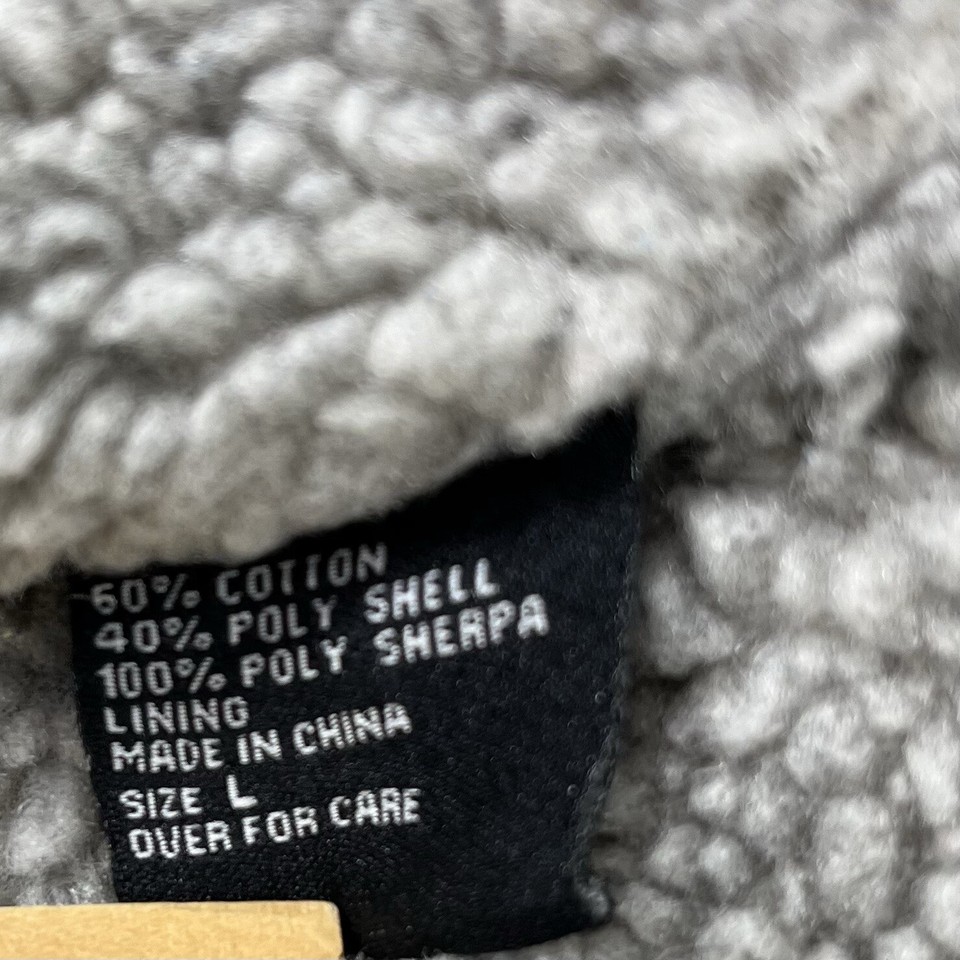 60% COTTON
40% POLY SHELL
100% POLY SHERPA
LINING
MADE IN CHINA
SIZE L
OVER FOR CARE